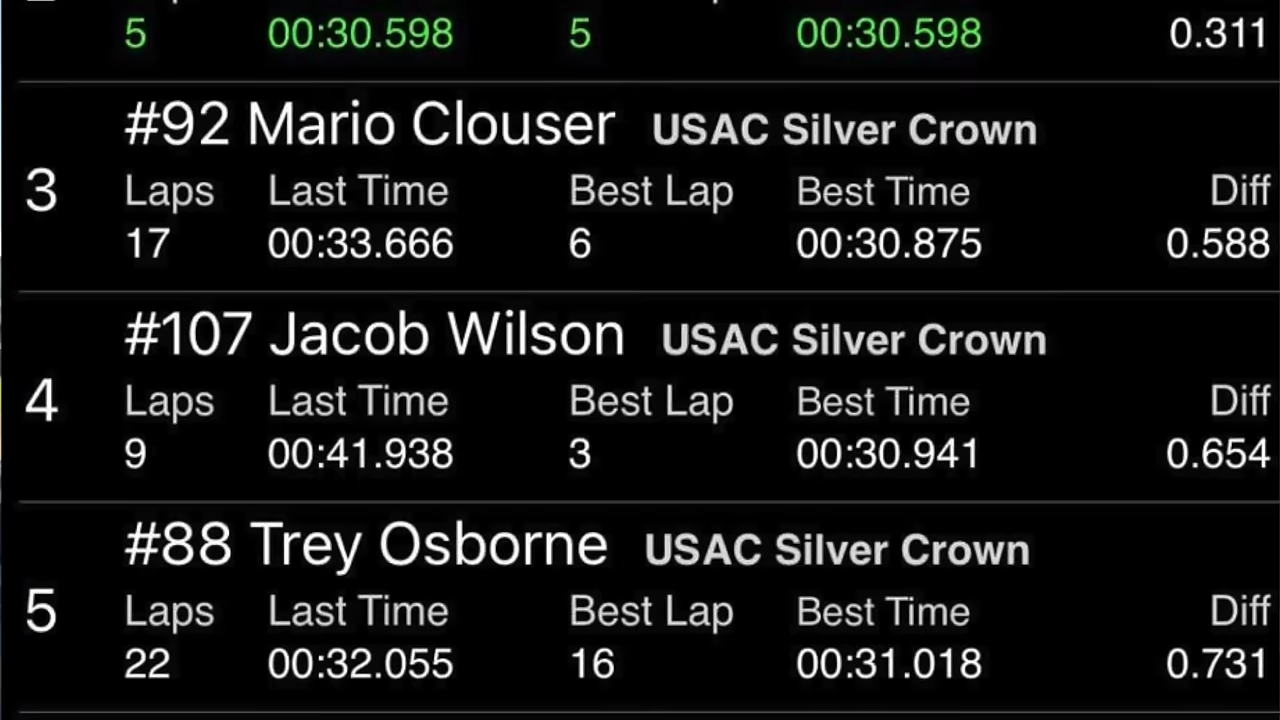 5 00:30.598 5 00:30.598 0.311
#92 Mario Clouser USAC Silver Crown
3
Laps Last Time Best Lap Best Time Diff
17 00:33.666 6 00:30.875 0.588
#107 Jacob Wilson USAC Silver Crown
4
Laps Last Time Best Lap Best Time Diff
9 00:41.938 3 00:30.941 0.654
#88 Trey Osborne USAC Silver Crown
5
Laps Last Time Best Lap Best Time Diff
22 00:32.055 16 00:31.018 0.731